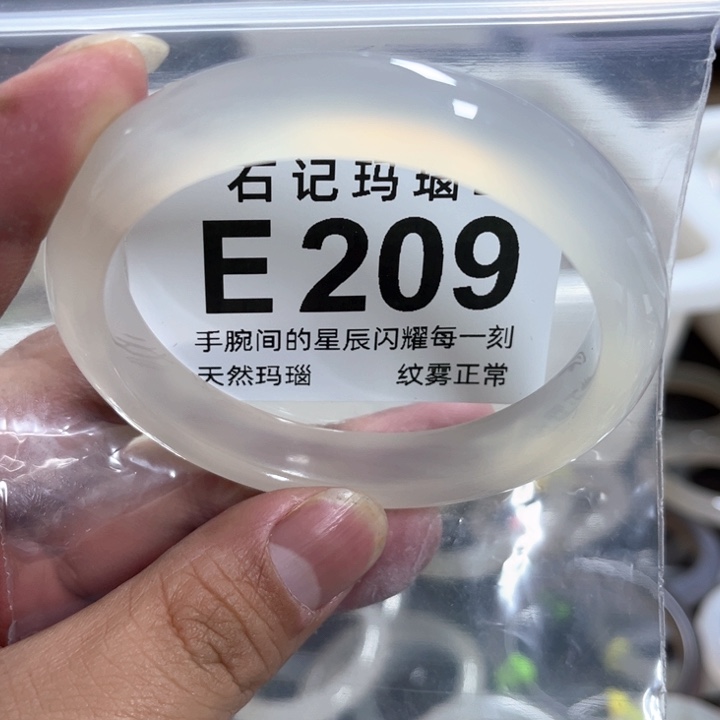 石记玛瑙
E209
手腕间的星辰闪耀每一刻
天然玛瑙 纹雾正常